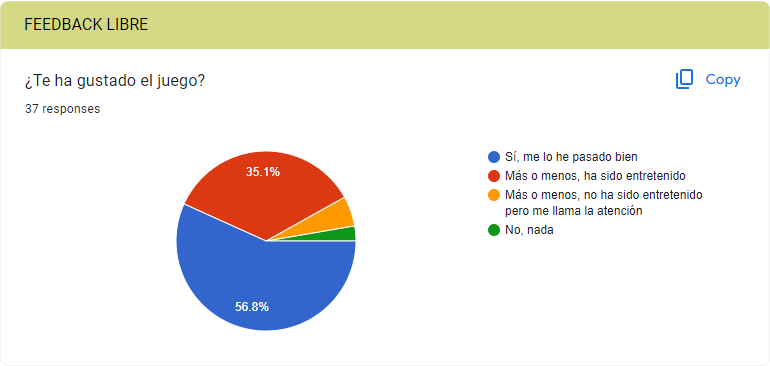 FEEDBACK LIBRE
¿Te ha gustado el juego?
Copy
37 responses
35.1%
56.8%
Sí, me lo he pasado bien
Más o menos, ha sido entretenido
Más o menos, no ha sido entretenido
pero me llama la atención
No, nada